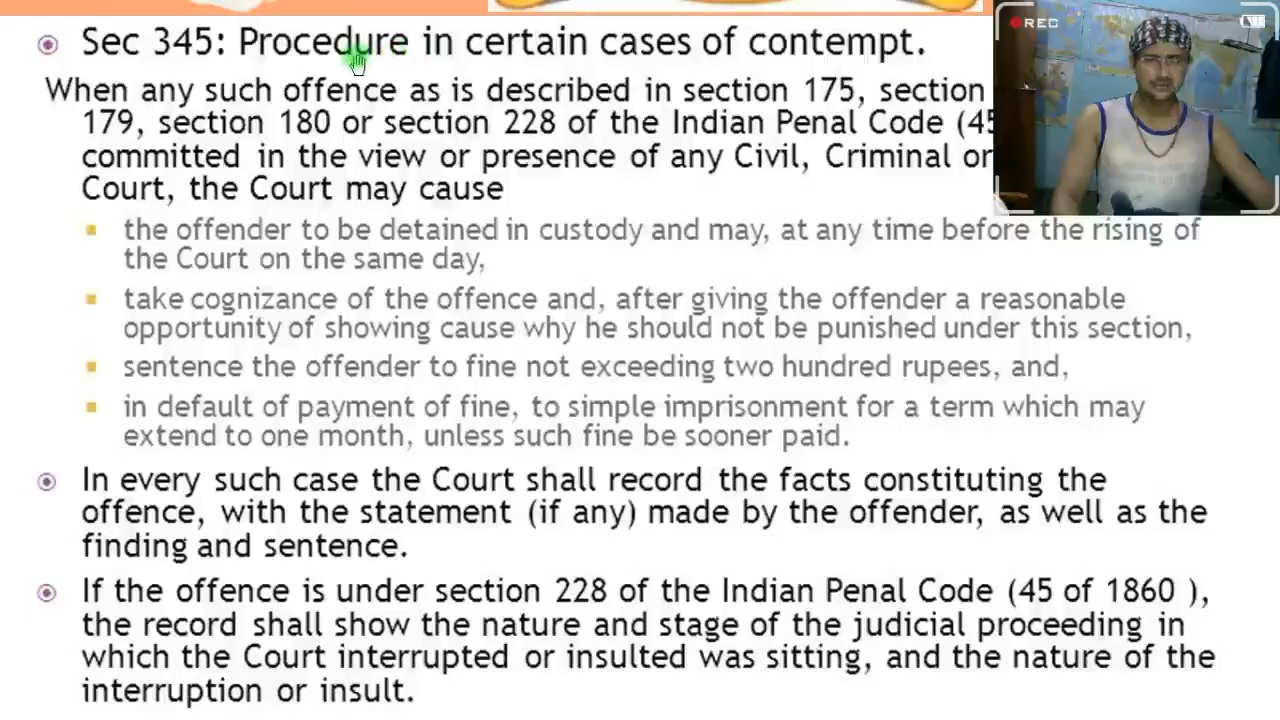 Sec 345: Procedure in certain cases of contempt.
When any such offence as is described in section 175, section
179, section 180 or section 228 of the Indian Penal Code (45
committed in the view or presence of any Civil, Criminal or
Court, the Court may cause
the offender to be detained in custody and may, at any time before the rising of
the Court on the same day,
take cognizance of the offence and, after giving the offender a reasonable
opportunity of showing cause why he should not be punished under this section,
sentence the offender to fine not exceeding two hundred rupees, and,
in default of payment of fine, to simple imprisonment for a term which may
extend to one month, unless such fine be sooner paid.
In every such case the Court shall record the facts constituting the
offence, with the statement (if any) made by the offender, as well as the
finding and sentence.
If the offence is under section 228 of the Indian Penal Code (45 of 1860 ),
the record shall show the nature and stage of the judicial proceeding in
which the Court interrupted or insulted was sitting, and the nature of the
interruption or insult.
REC